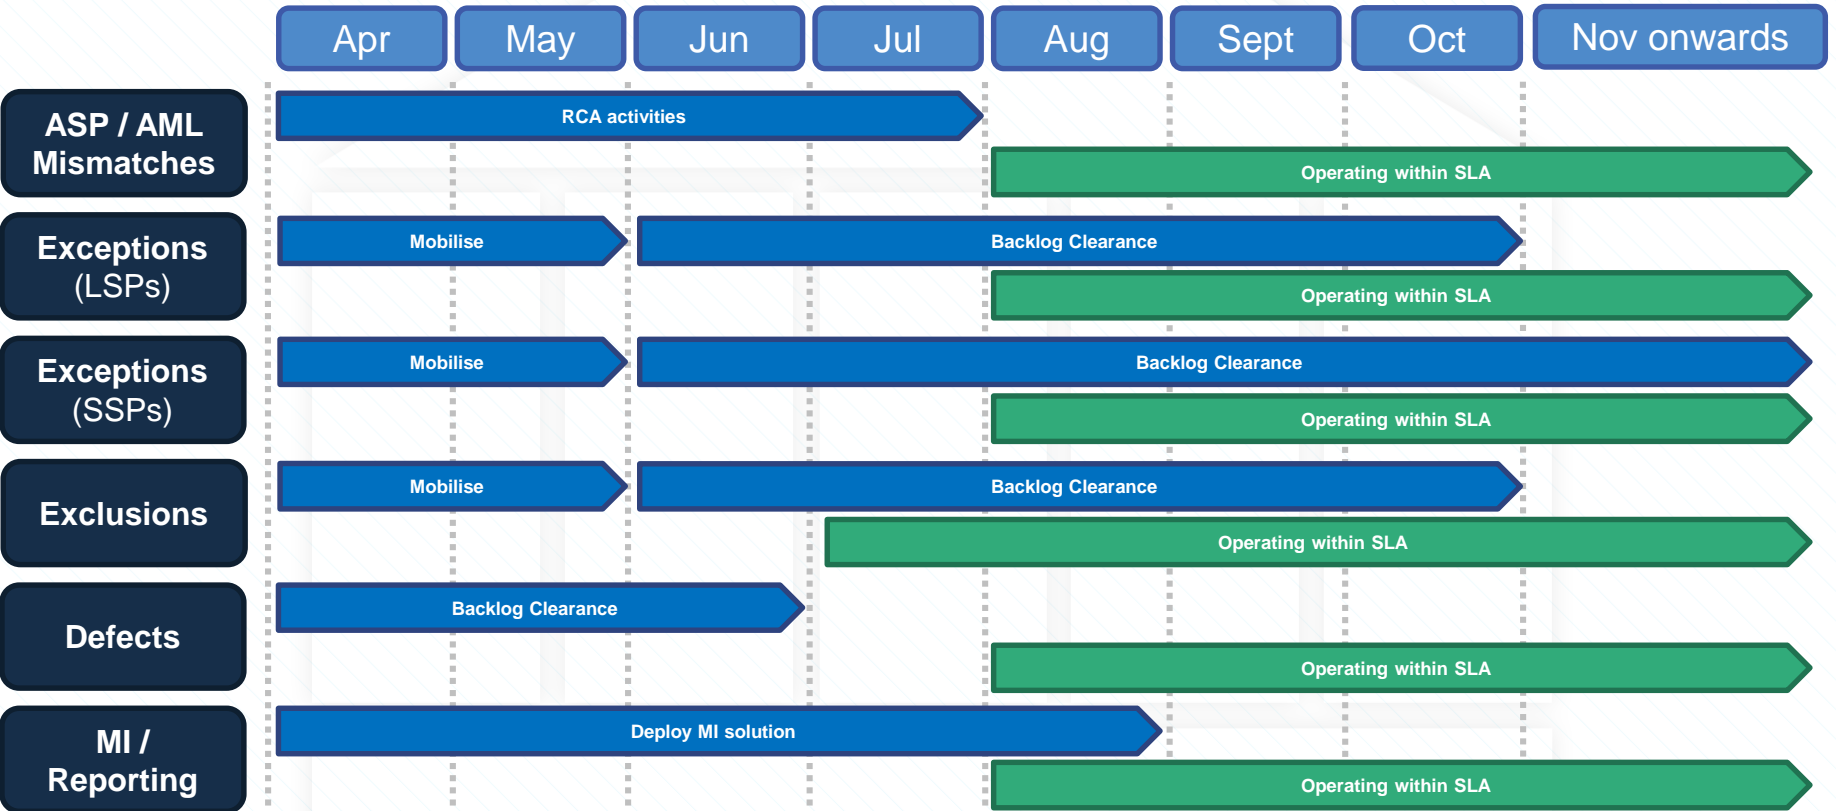 Apr May Jun Jul Aug Sept Oct Nov onwards
ASP / AML
Mismatches
RCA activities
Operating within SLA
Exceptions
(LSPs)
Mobilise Backlog Clearance
Operating within SLA
Exceptions
(SSPs)
Mobilise Backlog Clearance
Operating within SLA
Exclusions
Mobilise Backlog Clearance
Operating within SLA
Defects
Backlog Clearance
Operating within SLA
MI /
Reporting
Deploy MI solution
Operating within SLA